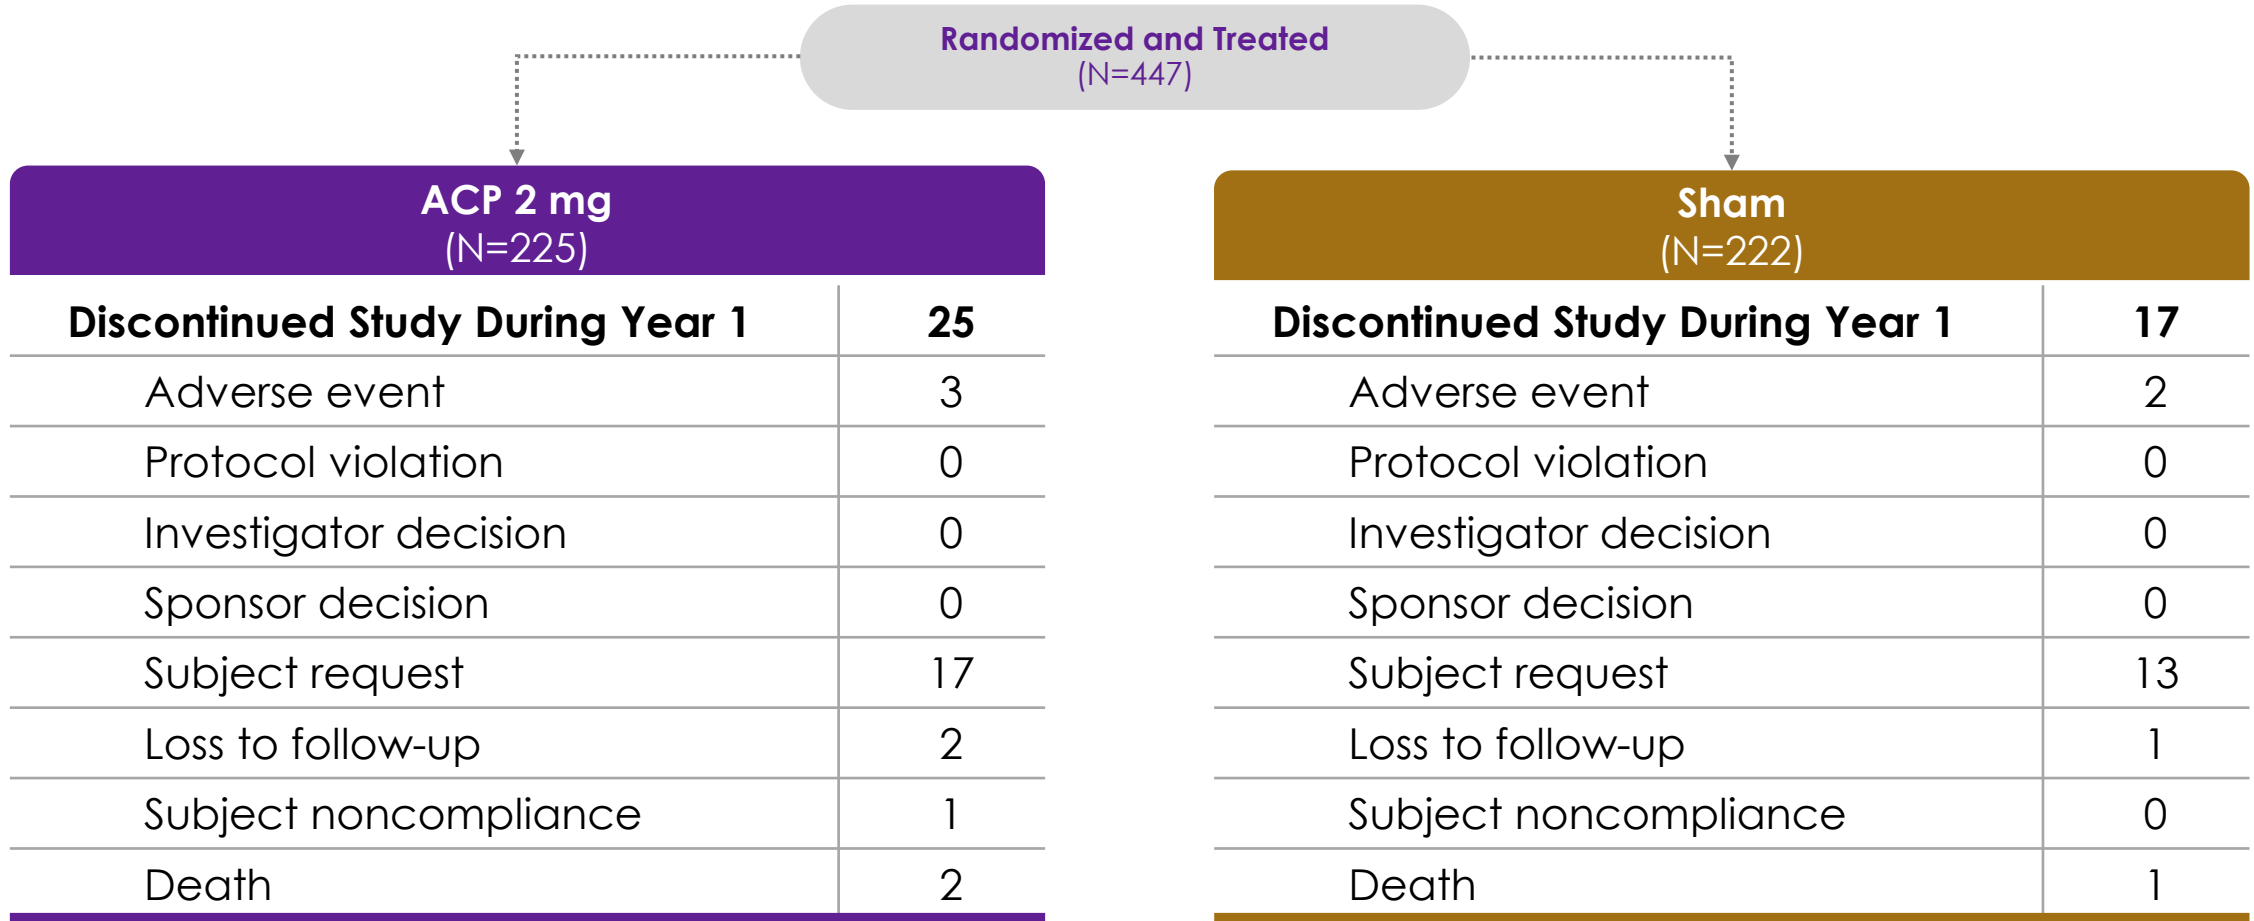 Randomized and Treated
(N=447)
ACP 2 mg
(N=225)
Discontinued Study During Year 1 25
Adverse event 3
Protocol violation 0
Investigator decision 0
Sponsor decision 0
Subject request 17
Loss to follow-up 2
Subject noncompliance 1
Death 2
Sham
(N=222)
Discontinued Study During Year 1 17
Adverse event 2
Protocol violation 0
Investigator decision 0
Sponsor decision 0
Subject request 13
Loss to follow-up 1
Subject noncompliance 0
Death 1